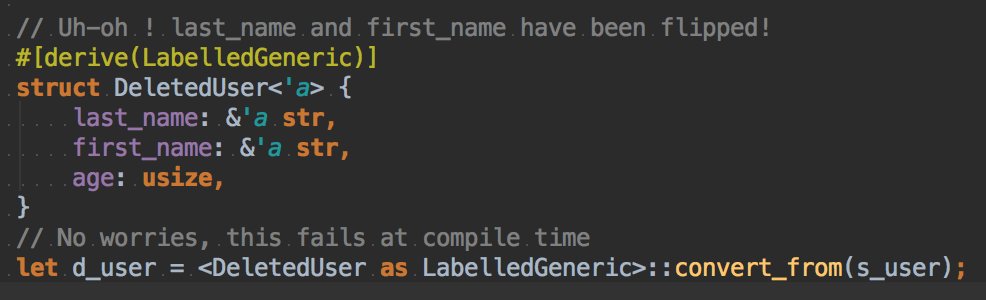 // Uh-oh ! last_name and first_name have been flipped!
#[derive(LabelledGeneric)]
struct DeletedUser<'a> {
    last_name: &'a str,
    first_name: &'a str,
    age: usize,
}
// No worries, this fails at compile time
let d_user = <DeletedUser as LabelledGeneric>::convert_from(s_user);